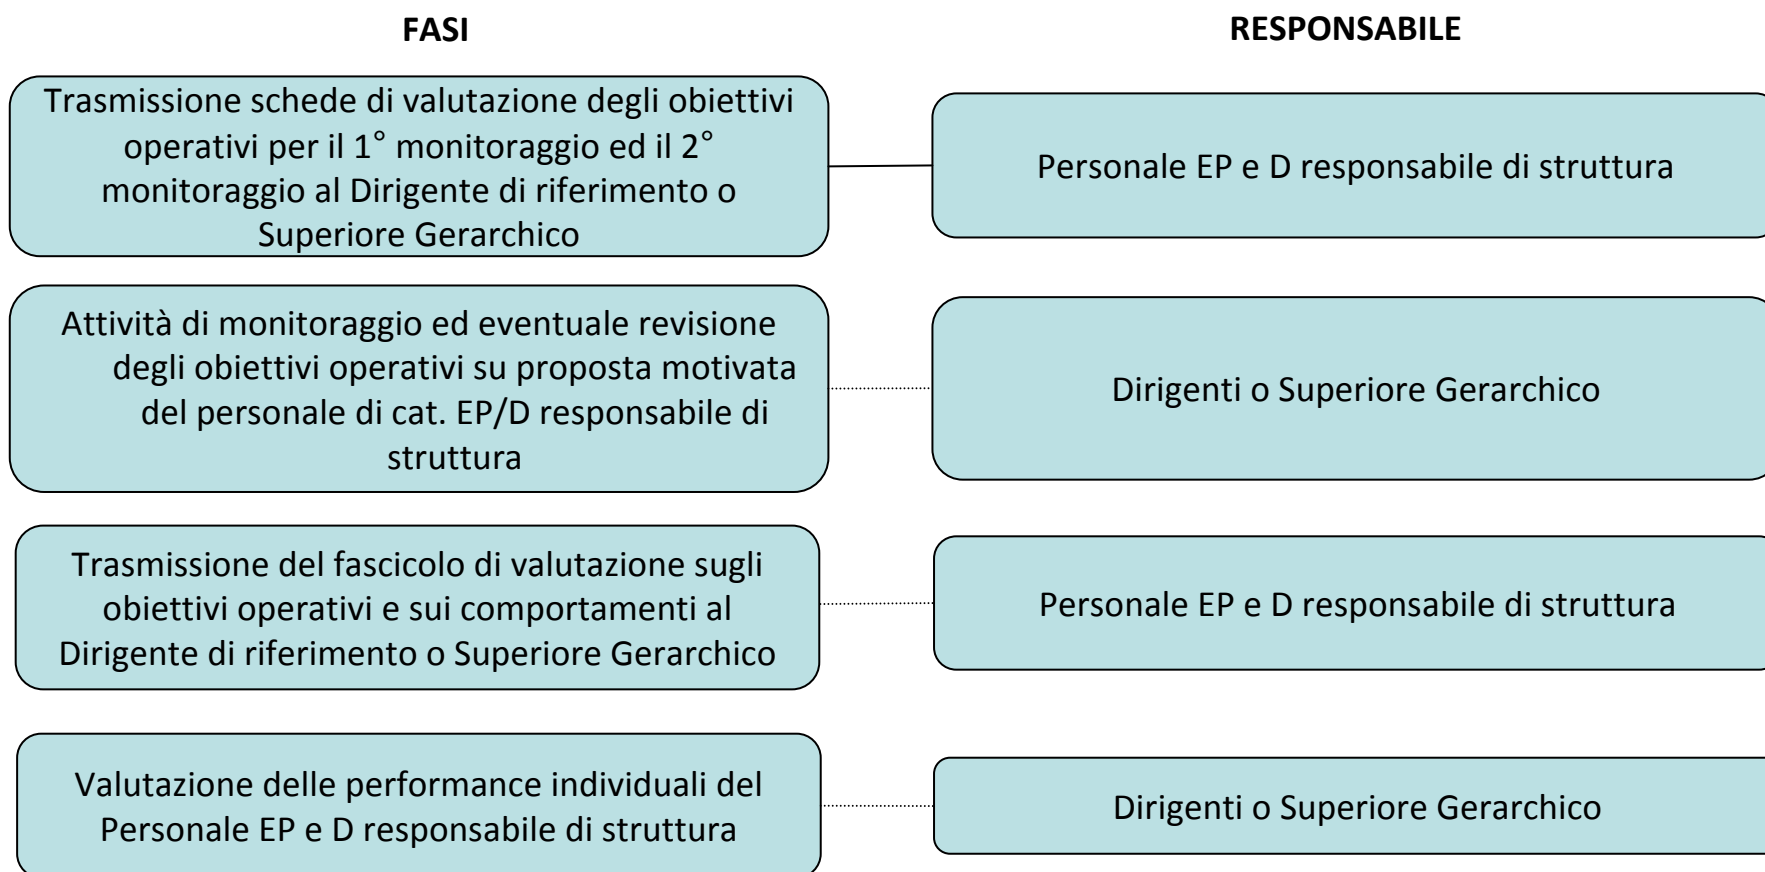 FASI
RESPONSABILE
Trasmissione schede di valutazione degli obiettivi
operativi per il 1° monitoraggio ed il 2°
monitoraggio al Dirigente di riferimento o
Superiore Gerarchico
Personale EP e D responsabile di struttura
Attività di monitoraggio ed eventuale revisione
degli obiettivi operativi su proposta motivata
del personale di cat. EP/D responsabile di
struttura
Dirigenti o Superiore Gerarchico
Trasmissione del fascicolo di valutazione sugli
obiettivi operativi e sui comportamenti al
Dirigente di riferimento o Superiore Gerarchico
Personale EP e D responsabile di struttura
Valutazione delle performance individuali del
Personale EP e D responsabile di struttura
Dirigenti o Superiore Gerarchico